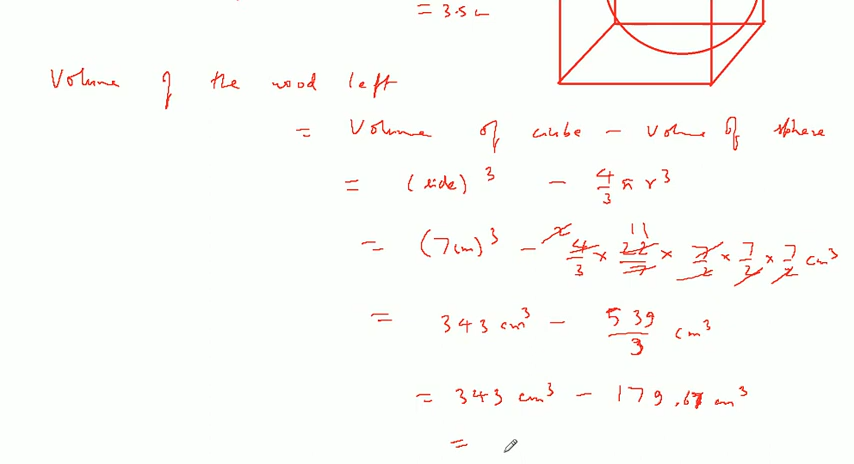 = 3.5 c
Volume of the wood left
= Volume of cube - volume of sphere
= (side)³ - 4/3 π r³
= (7cm)³ - 2 4/3 × 11 22/7 × 7/2 × 7/2 × 7/2 cm³
= 343 cm³ - 539/3 cm³
= 343 cm³ - 179.67 cm³
=